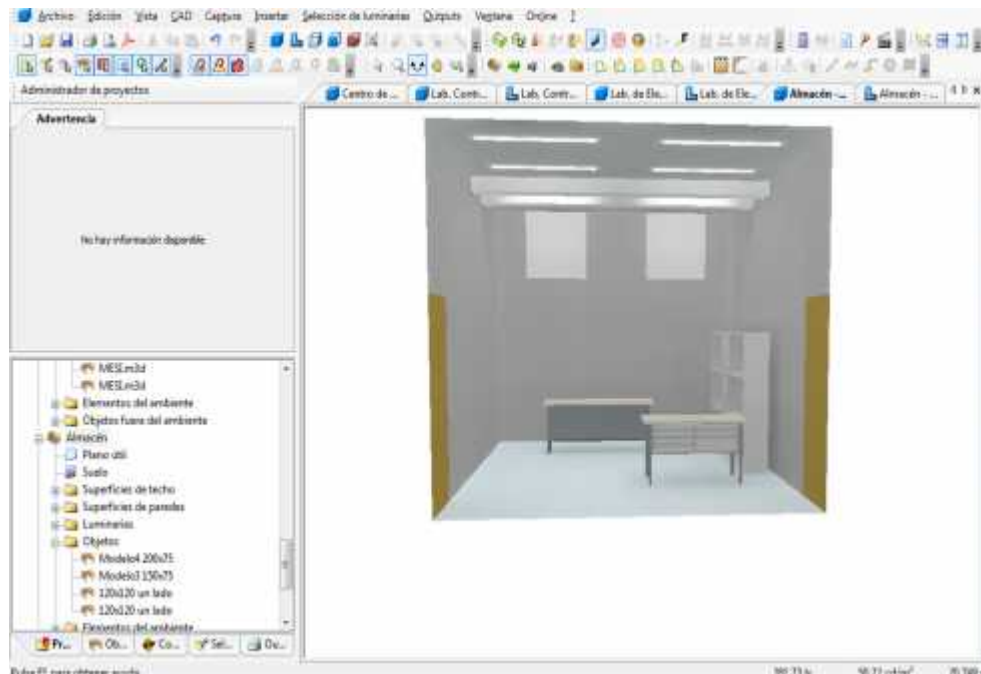 Archivo Edición Vista CAD Captura Insertar Selección de luminarias Outputs Ventana Online ?
Administrador de proyectos
Centro de ... Lab. Contr... Lab. Contr... Lab. de Ele... Lab. de Ele... Almacén -... Almacén - ...
Advertencia
No hay información disponible.
MESI.m3d
MESI.m3d
Elementos del ambiente
Objetos fuera del ambiente
Almacén
Plano útil
Suelo
Superficies de techo
Superficies de paredes
Luminarias
Objetos
Modelo4 200x75
Modelo3 150x75
120x120 un lado
120x120 un lado
Elementos del ambiente
Pr... Ob... Co... Sel... Ou...
Pulse F1 para obtener ayuda.